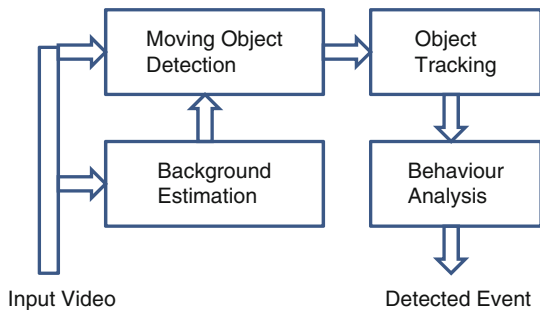 Moving Object
Detection
Object
Tracking
Background
Estimation
Behaviour
Analysis
Input Video
Detected Event